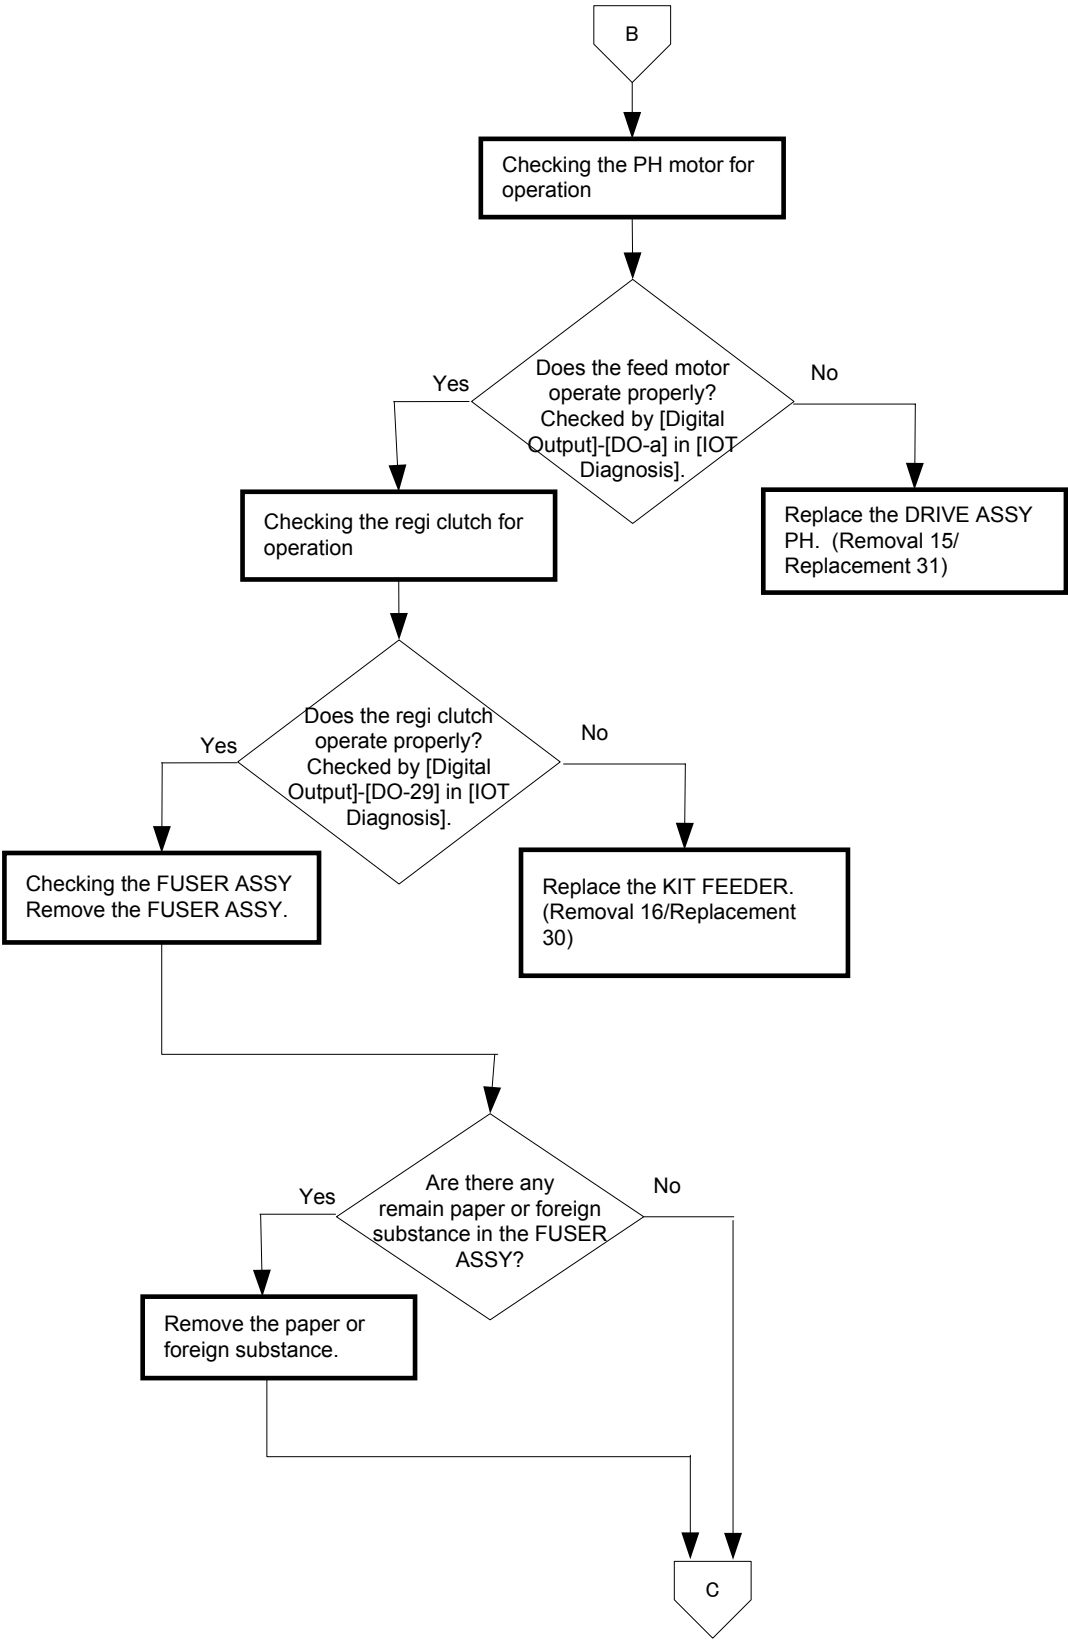 B
Checking the PH motor for
operation
Does the feed motor
operate properly?
Checked by [Digital
Output]-[DO-a] in [IOT
Diagnosis].
Yes
No
Checking the regi clutch for
operation
Replace the DRIVE ASSY
PH.  (Removal 15/
Replacement 31)
Does the regi clutch
operate properly?
Checked by [Digital
Output]-[DO-29] in [IOT
Diagnosis].
Yes
No
Checking the FUSER ASSY
Remove the FUSER ASSY.
Replace the KIT FEEDER.
(Removal 16/Replacement
30)
Are there any
remain paper or foreign
substance in the FUSER
ASSY?
Yes
No
Remove the paper or
foreign substance.
C